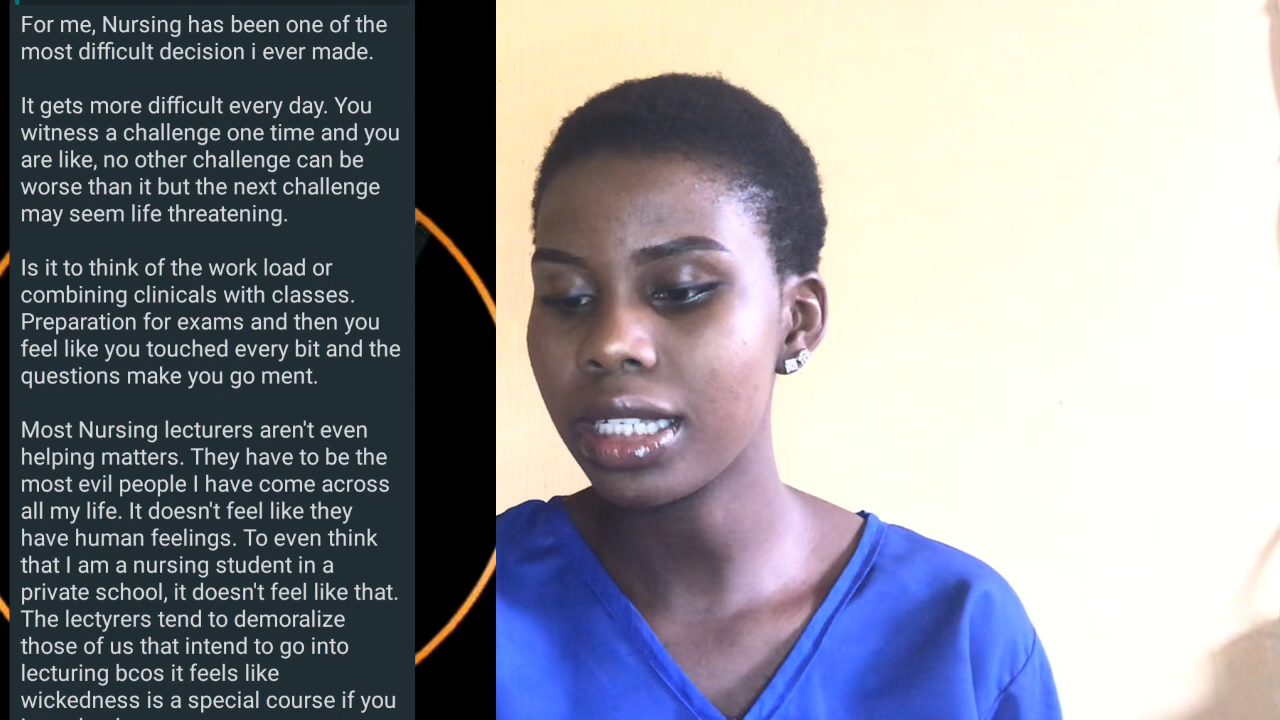 For me, Nursing has been one of the
most difficult decision i ever made.
It gets more difficult every day. You
witness a challenge one time and you
are like, no other challenge can be
worse than it but the next challenge
may seem life threatening.
Is it to think of the work load or
combining clinicals with classes.
Preparation for exams and then you
feel like you touched every bit and the
questions make you go ment.
Most Nursing lecturers aren't even
helping matters. They have to be the
most evil people I have come across
all my life. It doesn't feel like they
have human feelings. To even think
that I am a nursing student in a
private school, it doesn't feel like that.
The lectyrers tend to demoralize
those of us that intend to go into
lecturing bcos it feels like
wickedness is a special course if you